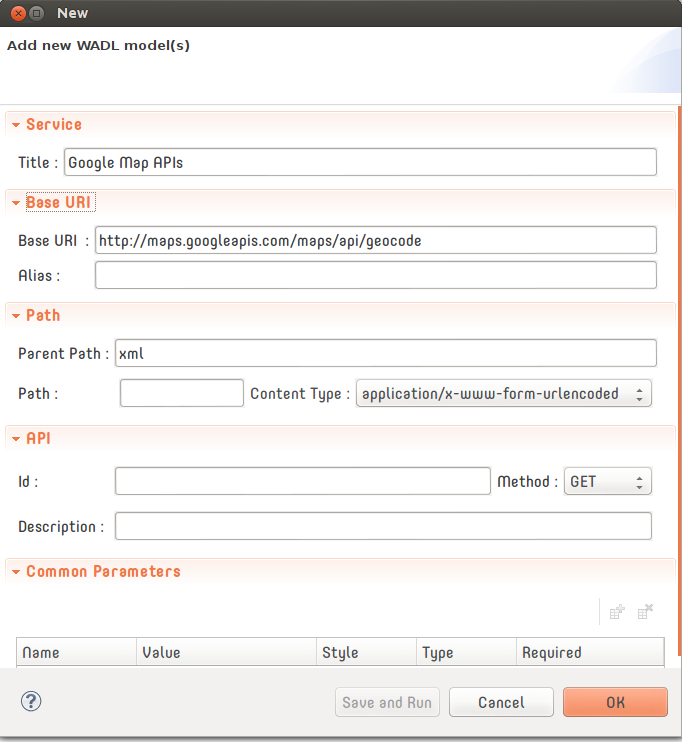 New
Add new WADL model(s)
Service
Title : Google Map APIs
Base URI
Base URI : http://maps.googleapis.com/maps/api/geocode
Alias :
Path
Parent Path : xml
Path : Content Type : application/x-www-form-urlencoded
API
Id : Method : GET
Description :
Common Parameters
Name Value Style Type Required
? Save and Run Cancel OK